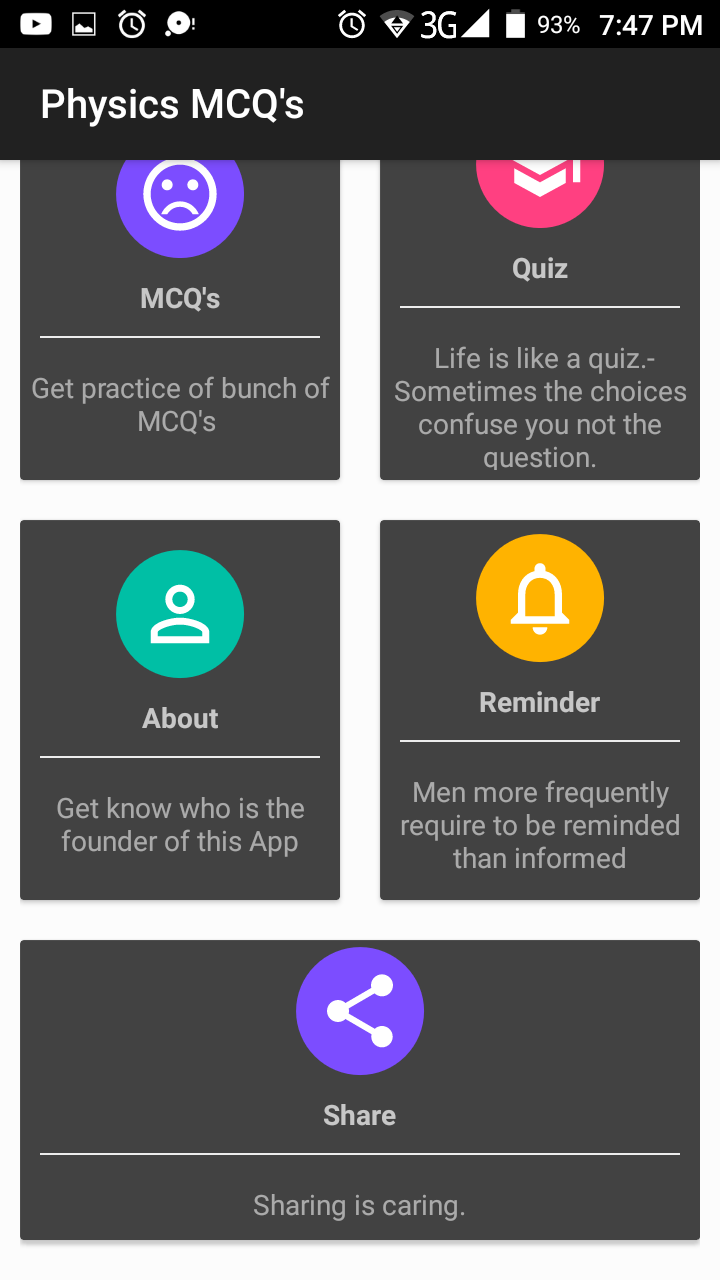 3G 93% 7:47 PM
Physics MCQ's
MCQ's
Get practice of bunch of
MCQ's
Quiz
Life is like a quiz.-
Sometimes the choices
confuse you not the
question.
About
Get know who is the
founder of this App
Reminder
Men more frequently
require to be reminded
than informed
Share
Sharing is caring.